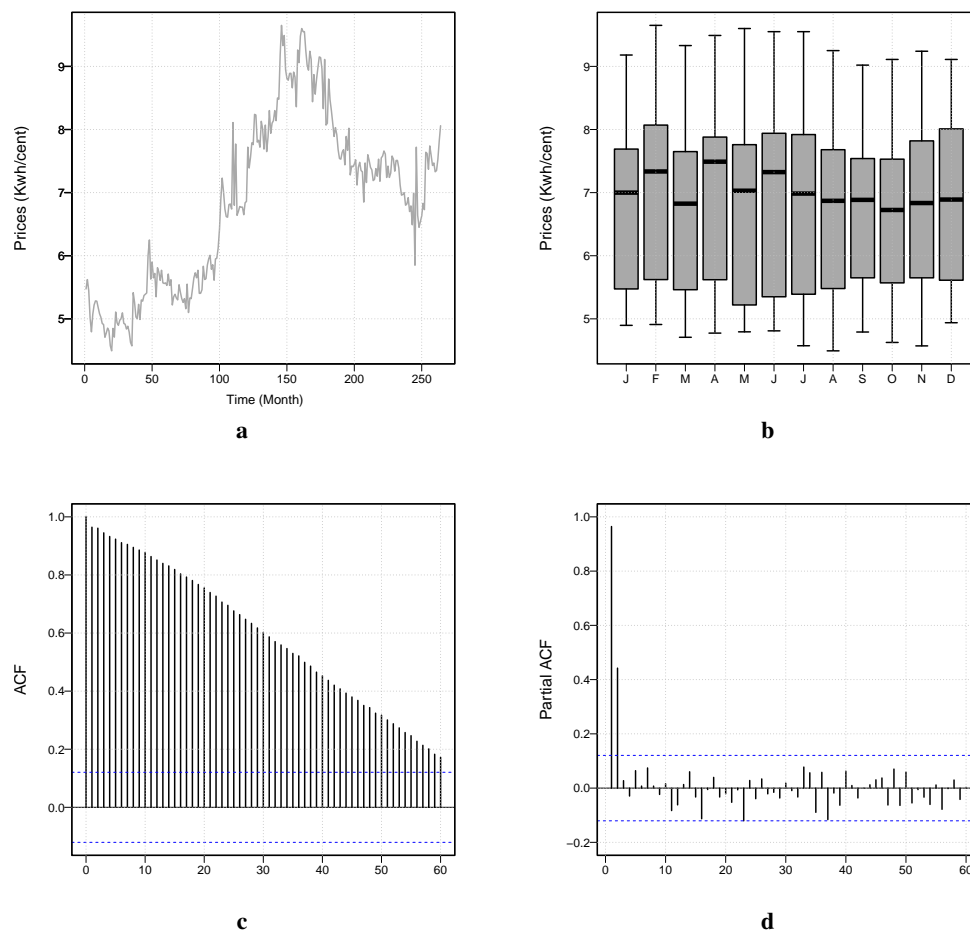 9
8
7
6
5
Prices (Kwh/cent)
0 50 100 150 200 250
Time (Month)
a
9
8
7
6
5
Prices (Kwh/cent)
J F M A M J J A S O N D
b
1.0
0.8
0.6
0.4
0.2
0.0
ACF
0 10 20 30 40 50 60
c
1.0
0.8
0.6
0.4
0.2
0.0
−0.2
Partial ACF
0 10 20 30 40 50 60
d